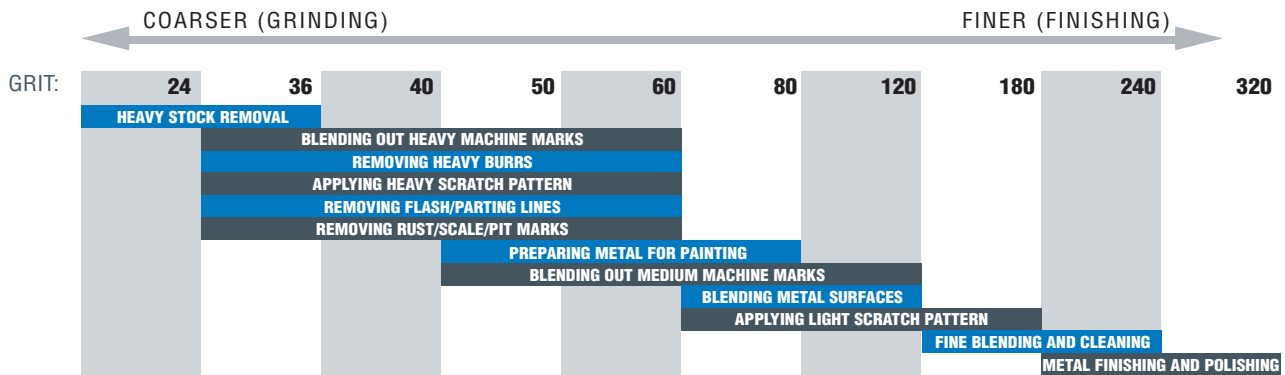 COARSER (GRINDING) FINER (FINISHING)
GRIT: 24 36 40 50 60 80 120 180 240 320
HEAVY STOCK REMOVAL
BLENDING OUT HEAVY MACHINE MARKS
REMOVING HEAVY BURRS
APPLYING HEAVY SCRATCH PATTERN
REMOVING FLASH/PARTING LINES
REMOVING RUST/SCALE/PIT MARKS
PREPARING METAL FOR PAINTING
BLENDING OUT MEDIUM MACHINE MARKS
BLENDING METAL SURFACES
APPLYING LIGHT SCRATCH PATTERN
FINE BLENDING AND CLEANING
METAL FINISHING AND POLISHING